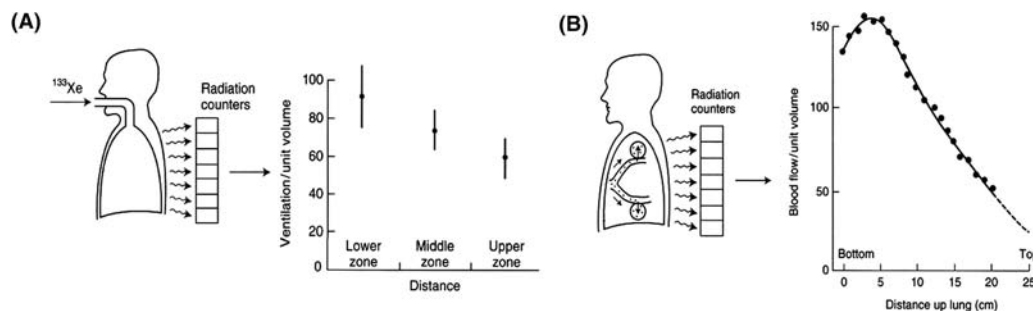 (A)
133Xe
Radiation
counters
Ventilation/unit volume
100
80
60
40
20
0
Lower
zone
Middle
zone
Upper
zone
Distance
(B)
Radiation
counters
Blood flow/unit volume
150
100
50
0
Bottom
Top
0
5
10
15
20
25
Distance up lung (cm)